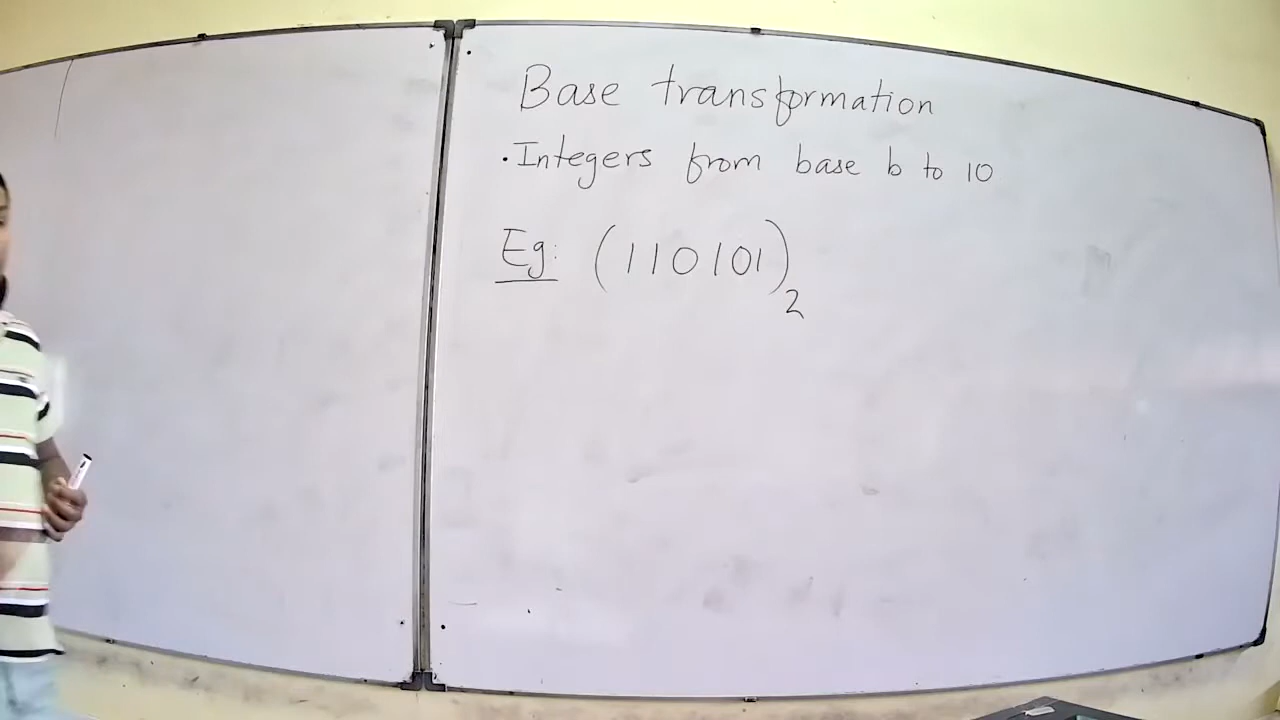 Base transformation
• Integers from base b to 10
Eg: (110101)₂